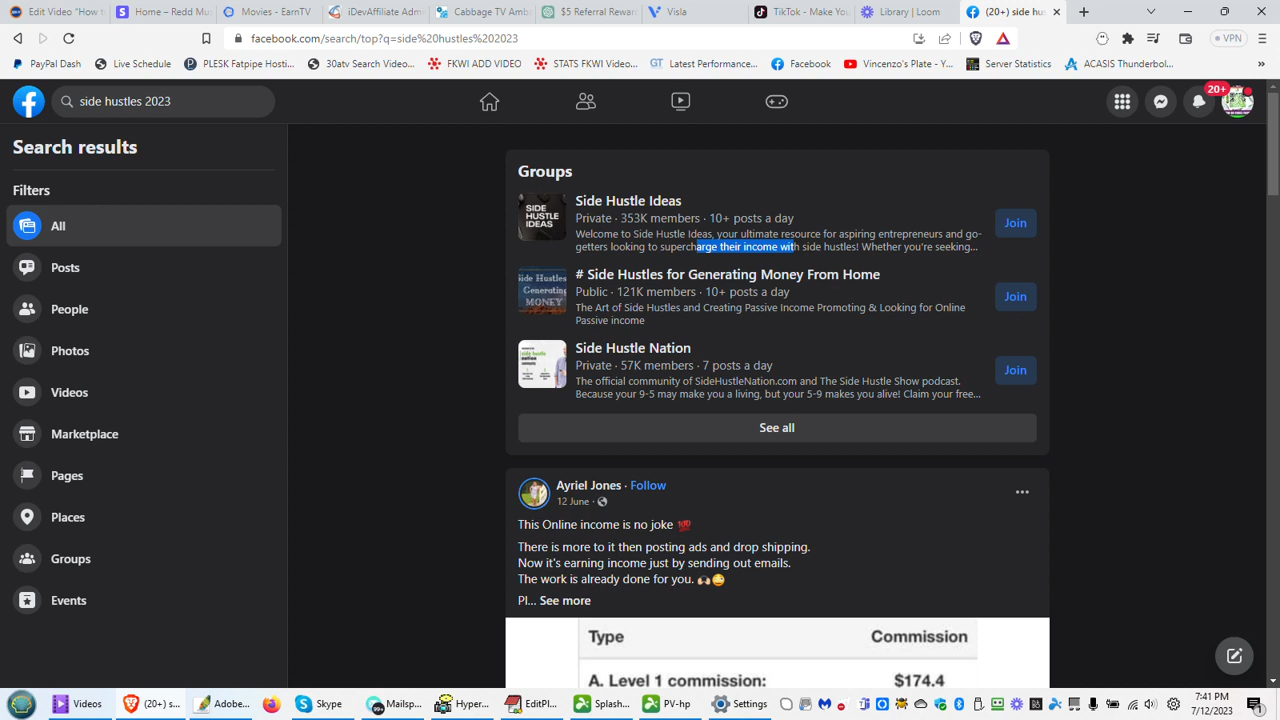 Edit Video "How t
Home – Redd Mu
Movies - EarnTV
iDevAffiliate Adm
Cabbage TV Amb
$5 Referral Rewar
Visla
TikTok - Make You
Library | Loom
(20+) side hus
facebook.com/search/top?q=side%20hustles%202023
VPN
PayPal Dash
Live Schedule
PLESK Fatpipe Hosti...
30atv Search Video...
FKWI ADD VIDEO
STATS FKWI Video...
Latest Performance...
Facebook
Vincenzo's Plate - Y...
Server Statistics
ACASIS Thunderbol...
side hustles 2023
20+
Search results
Filters
All
Posts
People
Photos
Videos
Marketplace
Pages
Places
Groups
Events
Groups
SIDE
HUSTLE
IDEAS
Side Hustle Ideas
Private · 353K members · 10+ posts a day
Welcome to Side Hustle Ideas, your ultimate resource for aspiring entrepreneurs and go-
getters looking to supercharge their income with side hustles! Whether you're seeking...
Join
Side Hustles
Generating
MONEY
# Side Hustles for Generating Money From Home
Public · 121K members · 10+ posts a day
The Art of Side Hustles and Creating Passive Income Promoting & Looking for Online
Passive income
Join
side hustle
nation
Side Hustle Nation
Private · 57K members · 7 posts a day
The official community of SideHustleNation.com and The Side Hustle Show podcast.
Because your 9-5 may make you a living, but your 5-9 makes you alive! Claim your free...
Join
See all
Ayriel Jones · Follow
12 June ·
This Online income is no joke 💯
There is more to it then posting ads and drop shipping.
Now it's earning income just by sending out emails.
The work is already done for you.
Pl... See more
Type Commission
A. Level 1 commission: $174.4
Videos
(20+) s...
Adobe...
Skype
99+
Mailsp...
Hyper...
EditPl...
Splash...
PV-hp
Settings
7:41 PM
7/12/2023
1